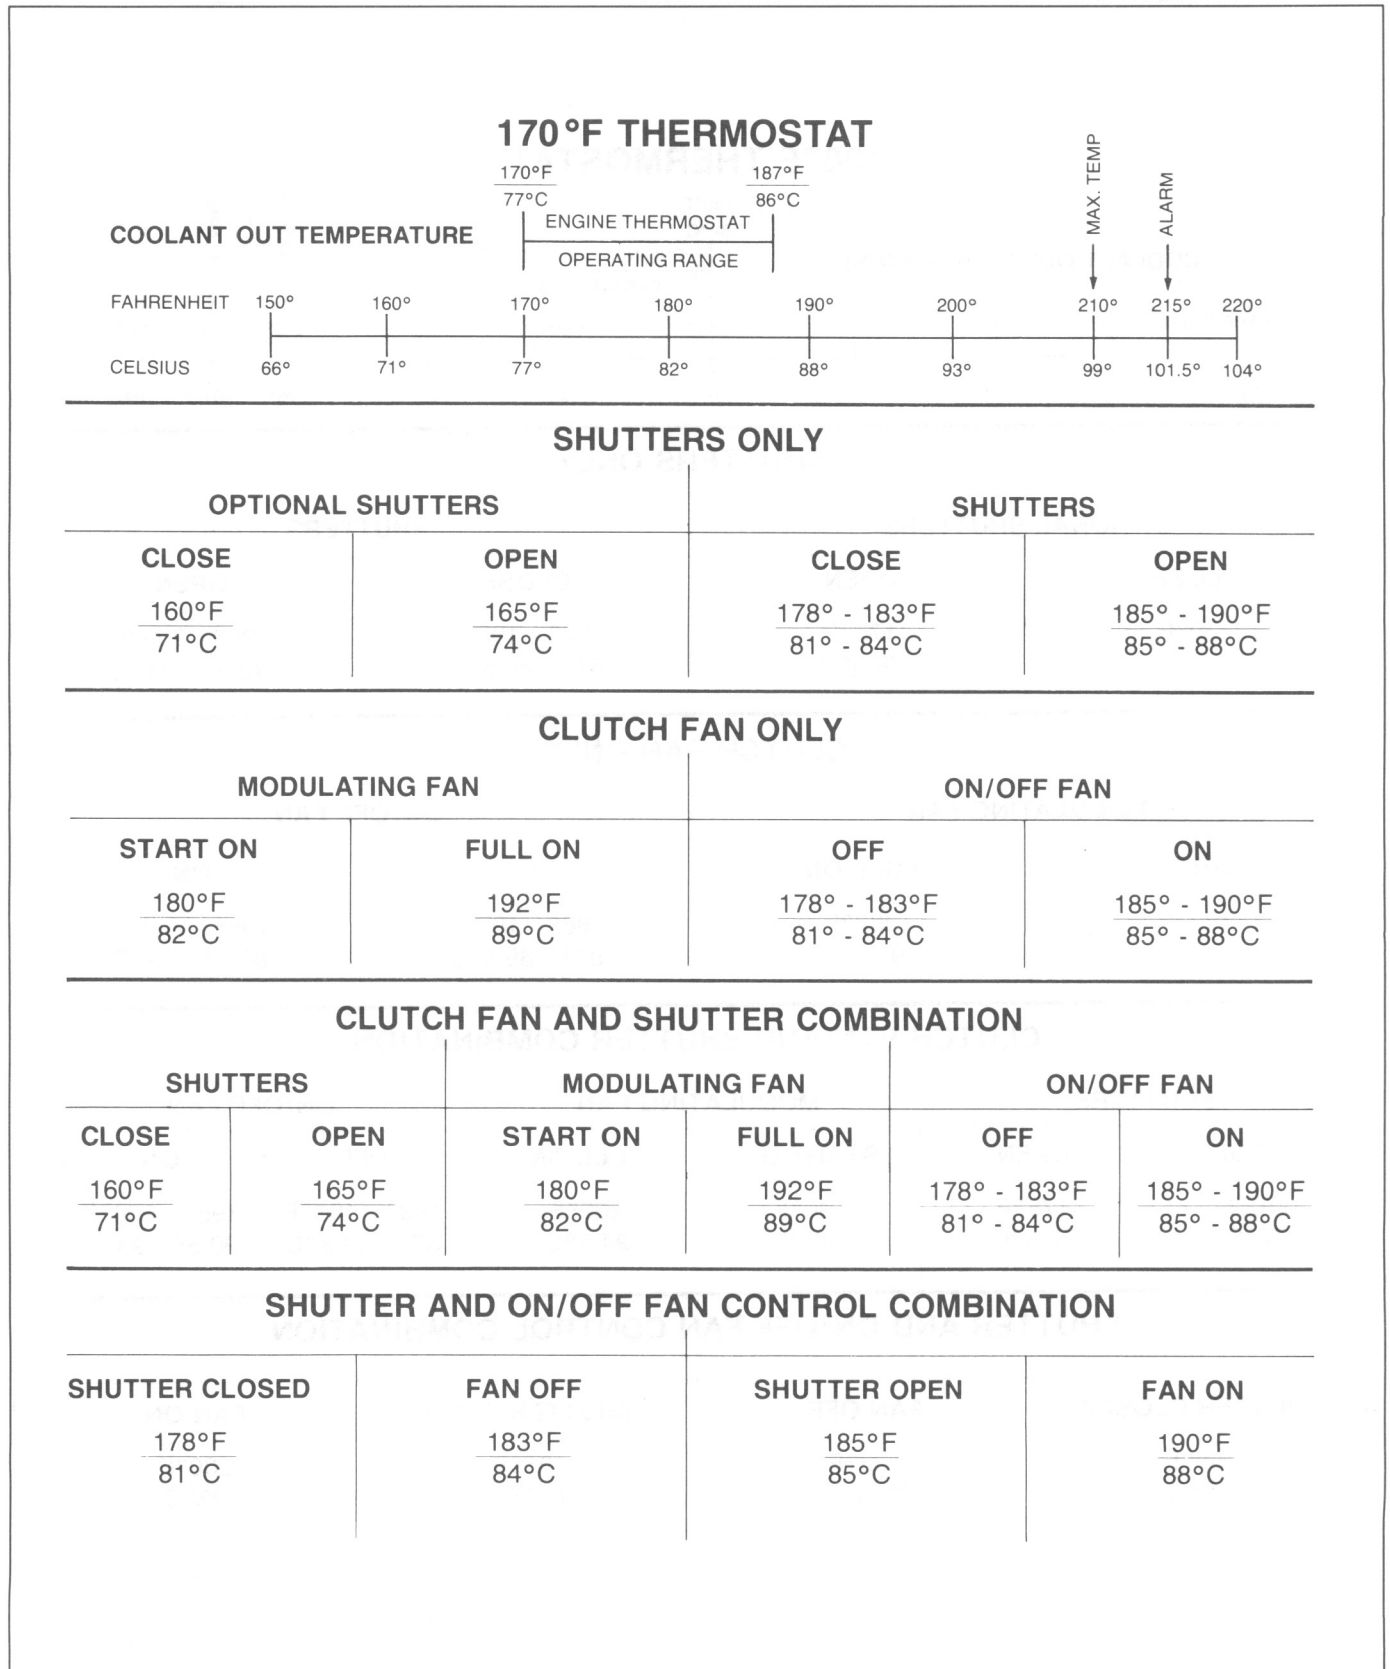 170°F THERMOSTAT
170°F 187°F
77°C 86°C
MAX. TEMP
ALARM
ENGINE THERMOSTAT
COOLANT OUT TEMPERATURE
OPERATING RANGE
FAHRENHEIT 150° 160° 170° 180° 190° 200° 210° 215° 220°
CELSIUS 66° 71° 77° 82° 88° 93° 99° 101.5° 104°
SHUTTERS ONLY
OPTIONAL SHUTTERS SHUTTERS
CLOSE OPEN CLOSE OPEN
160°F 165°F 178° - 183°F 185° - 190°F
71°C 74°C 81° - 84°C 85° - 88°C
CLUTCH FAN ONLY
MODULATING FAN ON/OFF FAN
START ON FULL ON OFF ON
180°F 192°F 178° - 183°F 185° - 190°F
82°C 89°C 81° - 84°C 85° - 88°C
CLUTCH FAN AND SHUTTER COMBINATION
SHUTTERS MODULATING FAN ON/OFF FAN
CLOSE OPEN START ON FULL ON OFF ON
160°F 165°F 180°F 192°F 178° - 183°F 185° - 190°F
71°C 74°C 82°C 89°C 81° - 84°C 85° - 88°C
SHUTTER AND ON/OFF FAN CONTROL COMBINATION
SHUTTER CLOSED FAN OFF SHUTTER OPEN FAN ON
178°F 183°F 185°F 190°F
81°C 84°C 85°C 88°C